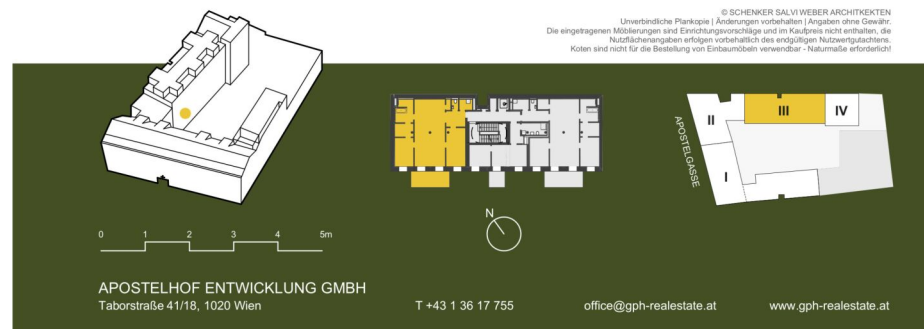 © SCHENKER SALVI WEBER ARCHITKEKTEN
Unverbindliche Plankopie | Änderungen vorbehalten | Angaben ohne Gewähr.
Die eingetragenen Möblierungen sind Einrichtungsvorschläge und im Kaufpreis nicht enthalten, die
Nutzflächenangaben erfolgen vorbehaltlich des endgültigen Nutzwertgutachtens.
Koten sind nicht für die Bestellung von Einbaumöbeln verwendbar - Naturmaße erforderlich!
II
III
IV
I
APOSTELGASSE
N
0 1 2 3 4 5m
APOSTELHOF ENTWICKLUNG GMBH
Taborstraße 41/18, 1020 Wien
T +43 1 36 17 755
office@gph-realestate.at
www.gph-realestate.at